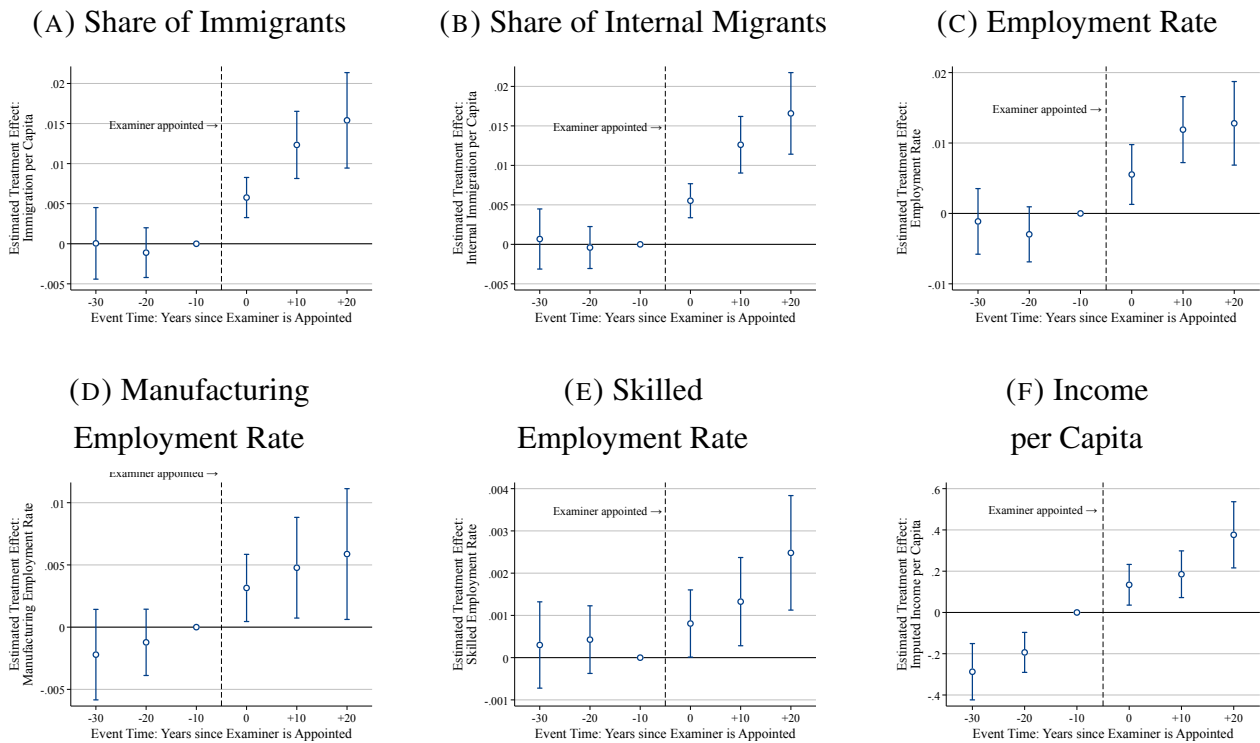 (A) Share of Immigrants
Estimated Treatment Effect:
Immigration per Capita
.02
.015
.01
.005
0
-.005
Examiner appointed →
-30 -20 -10 0 +10 +20
Event Time: Years since Examiner is Appointed
(B) Share of Internal Migrants
Estimated Treatment Effect:
Internal Immigration per Capita
.02
.015
.01
.005
0
-.005
Examiner appointed →
-30 -20 -10 0 +10 +20
Event Time: Years since Examiner is Appointed
(C) Employment Rate
Estimated Treatment Effect:
Employment Rate
.02
.01
0
-.01
Examiner appointed →
-30 -20 -10 0 +10 +20
Event Time: Years since Examiner is Appointed
(D) Manufacturing
Employment Rate
Estimated Treatment Effect:
Manufacturing Employment Rate
Examiner appointed →
.01
.005
0
-.005
-30 -20 -10 0 +10 +20
Event Time: Years since Examiner is Appointed
(E) Skilled
Employment Rate
Estimated Treatment Effect:
Skilled Employment Rate
.004
.003
.002
.001
0
-.001
Examiner appointed →
-30 -20 -10 0 +10 +20
Event Time: Years since Examiner is Appointed
(F) Income
per Capita
Estimated Treatment Effect:
Imputed Income per Capita
.6
.4
.2
0
-.2
-.4
Examiner appointed →
-30 -20 -10 0 +10 +20
Event Time: Years since Examiner is Appointed